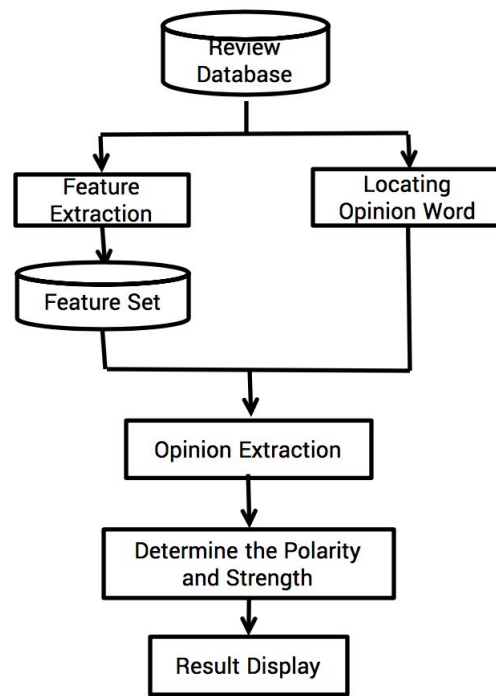 Review
Database
Feature
Extraction
Locating
Opinion Word
Feature Set
Opinion Extraction
Determine the Polarity
and Strength
Result Display